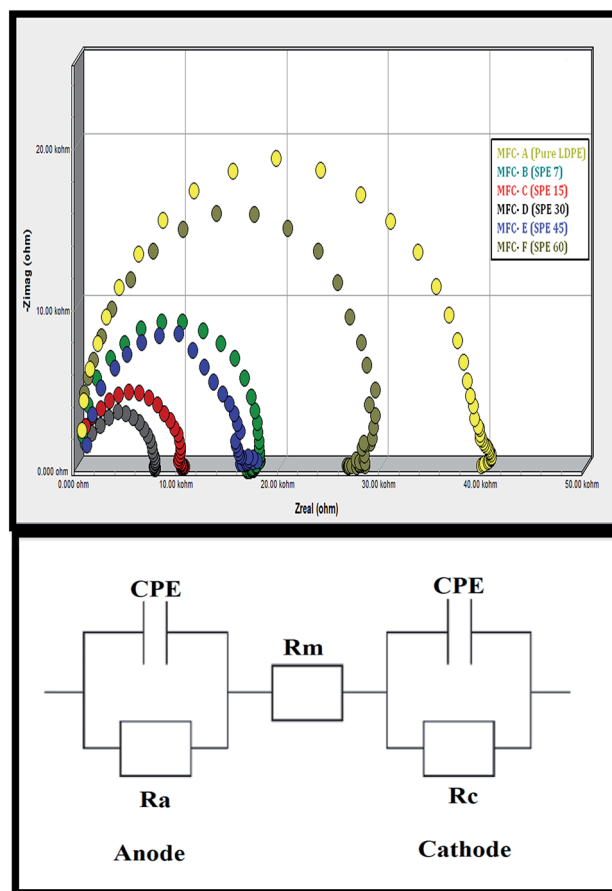 20.00 kohm
10.00 kohm
0.000 ohm
-Zimag (ohm)
MFC- A (Pure LDPE)
MFC- B (SPE 7)
MFC- C (SPE 15)
MFC- D (SPE 30)
MFC- E (SPE 45)
MFC- F (SPE 60)
0.000 ohm 10.00 kohm 20.00 kohm 30.00 kohm 40.00 kohm 50.00 kohm
Zreal (ohm)
CPE CPE
Rm
Ra Rc
Anode Cathode